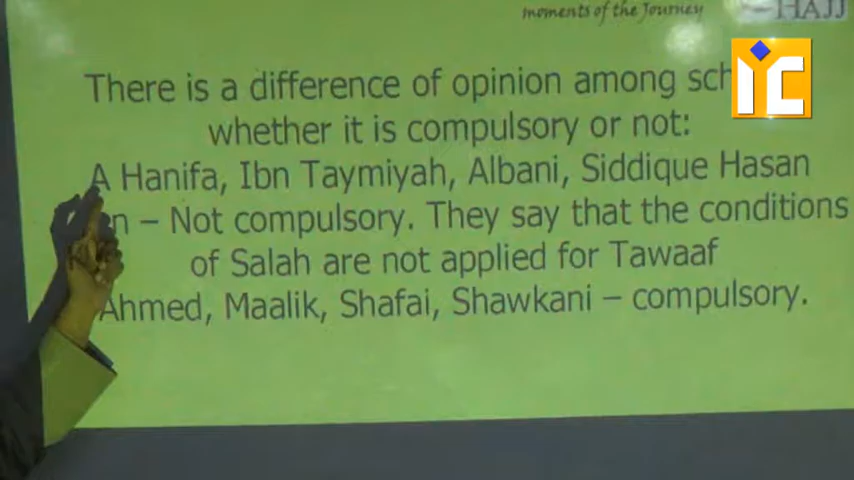 moments of the Journey
HAJJ
There is a difference of opinion among sch
whether it is compulsory or not:
A Hanifa, Ibn Taymiyah, Albani, Siddique Hasan
n – Not compulsory. They say that the conditions
of Salah are not applied for Tawaaf
Ahmed, Maalik, Shafai, Shawkani – compulsory.